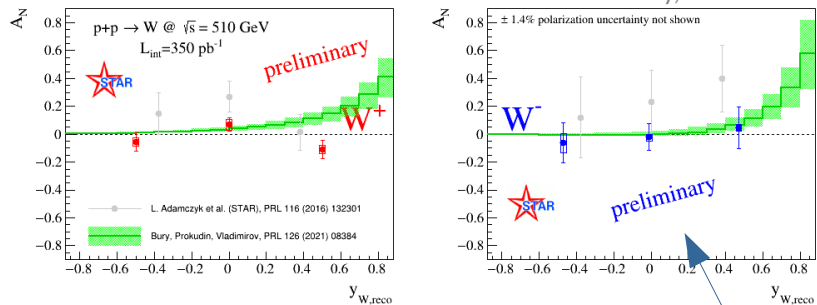 A_N
p+p → W @ √s = 510 GeV
L_int=350 pb⁻¹
preliminary
STAR
W⁺
L. Adamczyk et al. (STAR), PRL 116 (2016) 132301
Bury, Prokudin, Vladimirov, PRL 126 (2021) 08384
0.8
0.6
0.4
0.2
0
−0.2
−0.4
−0.6
−0.8
−0.8 −0.6 −0.4 −0.2 0 0.2 0.4 0.6 0.8
y_W,reco
A_N
± 1.4% polarization uncertainty not shown
W⁻
preliminary
STAR
0.8
0.6
0.4
0.2
0
−0.2
−0.4
−0.6
−0.8
−0.8 −0.6 −0.4 −0.2 0 0.2 0.4 0.6 0.8
y_W,reco